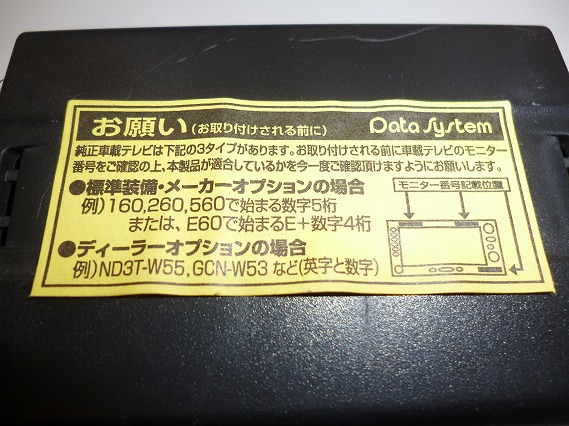 お願い(お取り付けされる前に)
Data System
純正車載テレビは下記の3タイプがあります。お取り付けされる前に車載テレビのモニター
番号をご確認の上、本製品が適合しているかを今一度ご確認頂けますようにお願いします。
●標準装備・メーカーオプションの場合
例)160,260,560で始まる数字5桁
または、E60で始まるE+数字4桁
●ディーラーオプションの場合
例)ND3T-W55,GCN-W53 など(英字と数字)
モニター番号記載位置